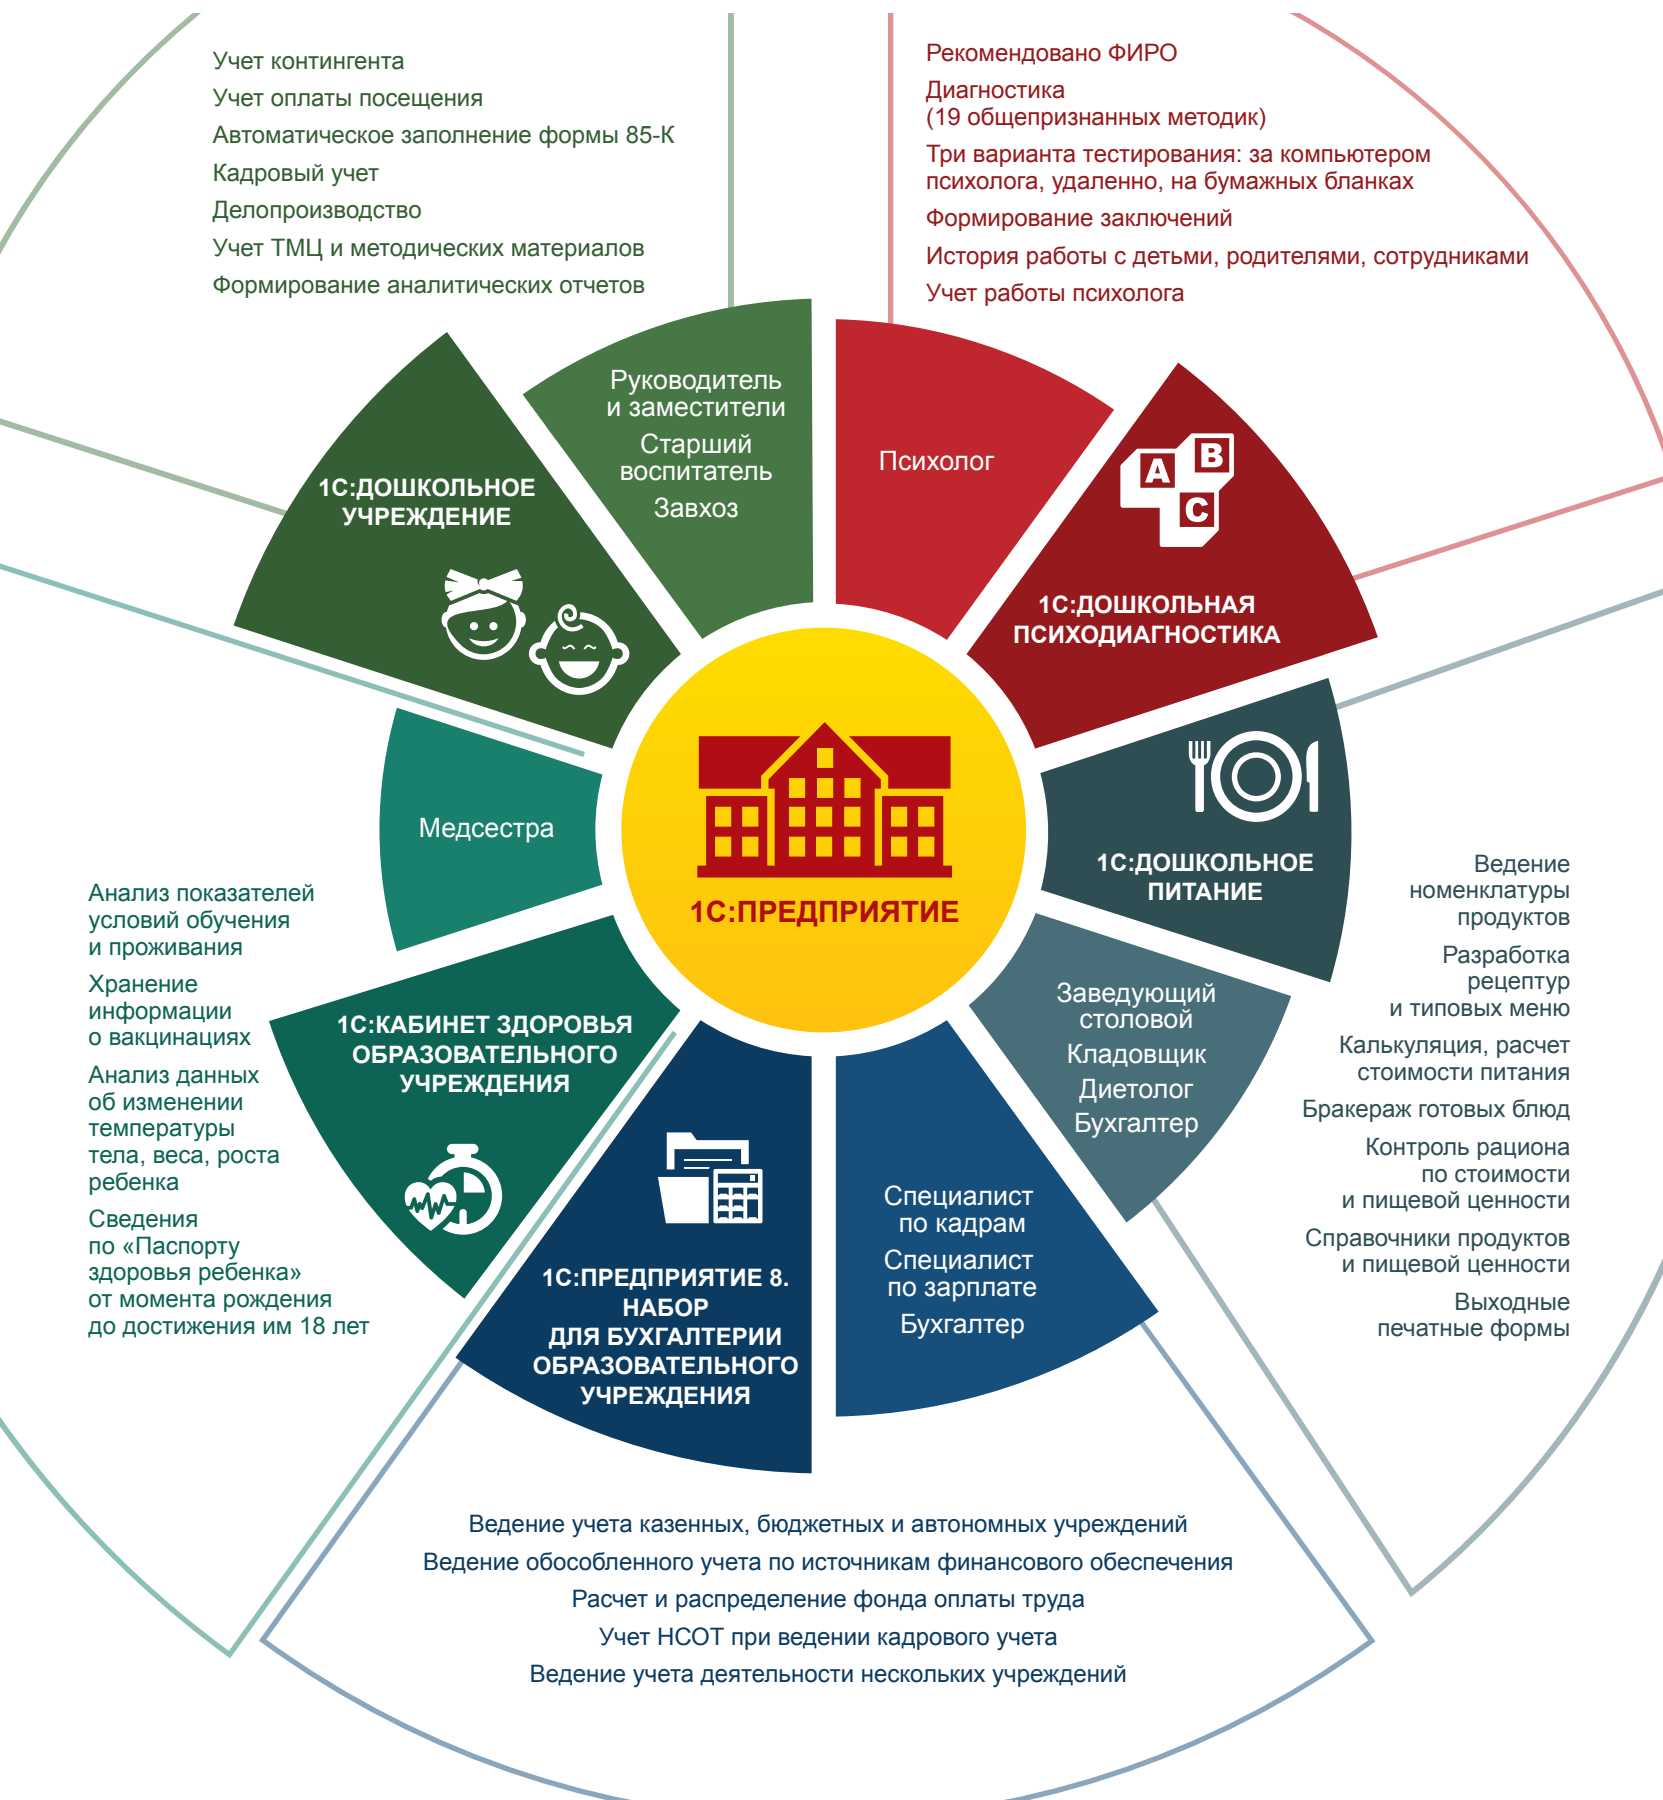 Учет контингента
Учет оплаты посещения
Автоматическое заполнение формы 85-К
Кадровый учет
Делопроизводство
Учет ТМЦ и методических материалов
Формирование аналитических отчетов
Рекомендовано ФИРО
Диагностика
(19 общепризнанных методик)
Три варианта тестирования: за компьютером
психолога, удаленно, на бумажных бланках
Формирование заключений
История работы с детьми, родителями, сотрудниками
Учет работы психолога
1С:ДОШКОЛЬНОЕ
УЧРЕЖДЕНИЕ
Руководитель
и заместители
Старший
воспитатель
Завхоз
Психолог
A
B
C
1С:ДОШКОЛЬНАЯ
ПСИХОДИАГНОСТИКА
Медсестра
1С:ПРЕДПРИЯТИЕ
1С:ДОШКОЛЬНОЕ
ПИТАНИЕ
Анализ показателей
условий обучения
и проживания
Хранение
информации
о вакцинациях
Анализ данных
об изменении
температуры
тела, веса, роста
ребенка
Сведения
по «Паспорту
здоровья ребенка»
от момента рождения
до достижения им 18 лет
1С:КАБИНЕТ ЗДОРОВЬЯ
ОБРАЗОВАТЕЛЬНОГО
УЧРЕЖДЕНИЯ
Заведующий
столовой
Кладовщик
Диетолог
Бухгалтер
Ведение
номенклатуры
продуктов
Разработка
рецептур
и типовых меню
Калькуляция, расчет
стоимости питания
Бракераж готовых блюд
Контроль рациона
по стоимости
и пищевой ценности
Справочники продуктов
и пищевой ценности
Выходные
печатные формы
1С:ПРЕДПРИЯТИЕ 8.
НАБОР
ДЛЯ БУХГАЛТЕРИИ
ОБРАЗОВАТЕЛЬНОГО
УЧРЕЖДЕНИЯ
Специалист
по кадрам
Специалист
по зарплате
Бухгалтер
Ведение учета казенных, бюджетных и автономных учреждений
Ведение обособленного учета по источникам финансового обеспечения
Расчет и распределение фонда оплаты труда
Учет НСОТ при ведении кадрового учета
Ведение учета деятельности нескольких учреждений